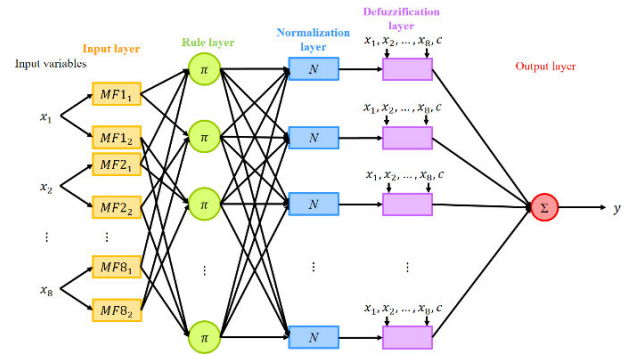 Defuzzification
layer
Normalization
layer
Rule layer
Input layer
Input variables
Output layer
x₁, x₂, …, x₈, c
x₁, x₂, …, x₈, c
x₁, x₂, …, x₈, c
x₁, x₂, …, x₈, c
x₁
x₂
⋮
x₈
MF1₁
MF1₂
MF2₁
MF2₂
⋮
MF8₁
MF8₂
π
π
π
⋮
π
N
N
N
⋮
N
⋮
Σ
y